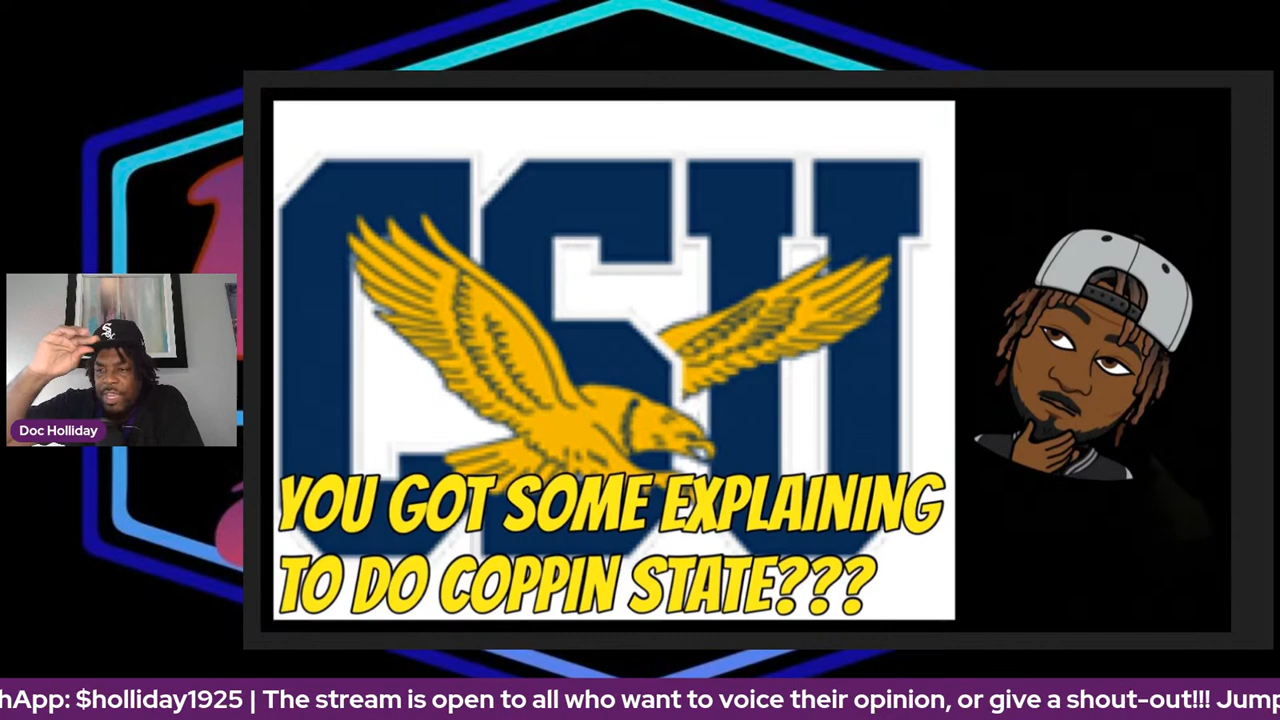 CSU
YOU GOT SOME EXPLAINING
TO DO COPPIN STATE???
Doc Holliday
hApp: $holliday1925 | The stream is open to all who want to voice their opinion, or give a shout-out!!! Jump